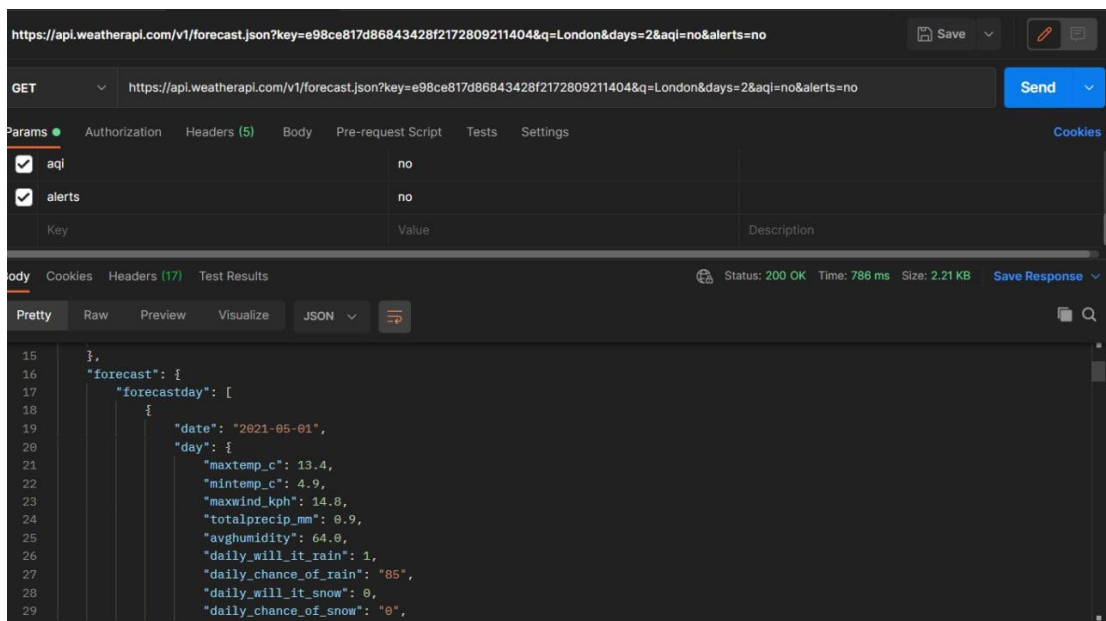 https://api.weatherapi.com/v1/forecast.json?key=e98ce817d86843428f2172809211404&q=London&days=2&aqi=no&alerts=no Save
GET https://api.weatherapi.com/v1/forecast.json?key=e98ce817d86843428f2172809211404&q=London&days=2&aqi=no&alerts=no Send
Params Authorization Headers (5) Body Pre-request Script Tests Settings Cookies
aqi no
alerts no
Key Value Description
Body Cookies Headers (17) Test Results Status: 200 OK Time: 786 ms Size: 2.21 KB Save Response
Pretty Raw Preview Visualize JSON
15 },
16 "forecast": {
17 "forecastday": [
18 {
19 "date": "2021-05-01",
20 "day": {
21 "maxtemp_c": 13.4,
22 "mintemp_c": 4.9,
23 "maxwind_kph": 14.8,
24 "totalprecip_mm": 0.9,
25 "avghumidity": 64.0,
26 "daily_will_it_rain": 1,
27 "daily_chance_of_rain": "85",
28 "daily_will_it_snow": 0,
29 "daily_chance_of_snow": "0",